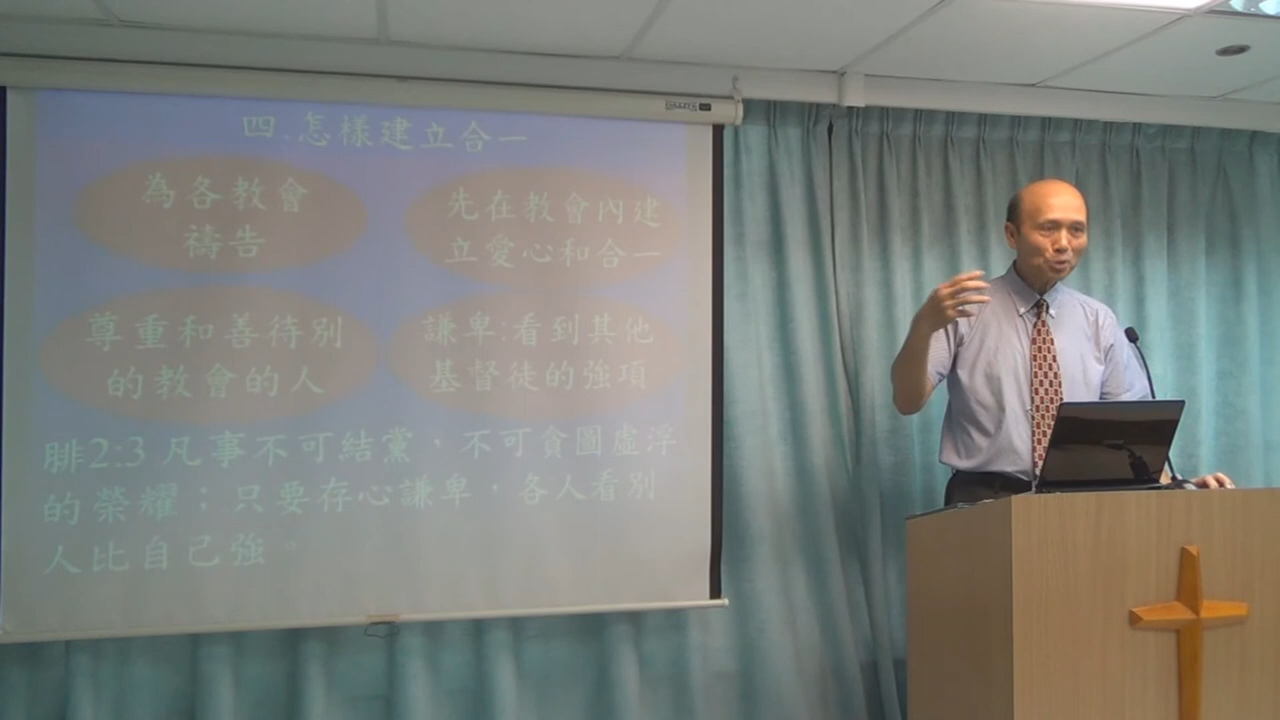 四.怎樣建立合一
為各教會
禱告
先在教會內建
立愛心和合一
尊重和善待別
的教會的人
謙卑:看到其他
基督徒的強項
腓2:3 凡事不可結黨，不可貪圖虛浮
的榮耀；只要存心謙卑，各人看別
人比自己強。